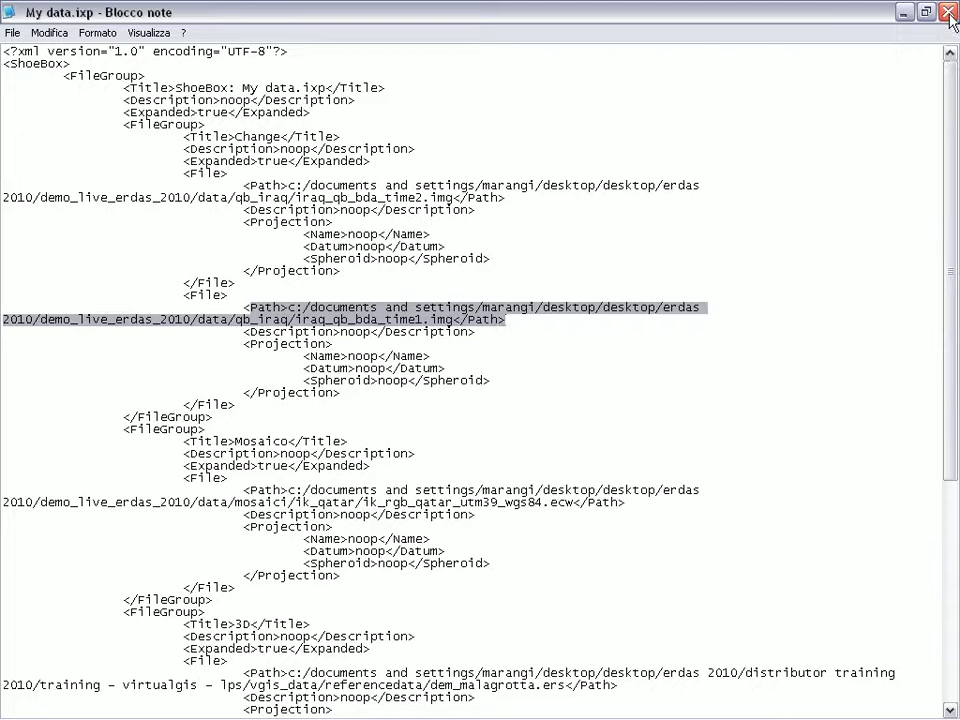 My data.ixp - Blocco note
File Modifica Formato Visualizza ?
<?xml version="1.0" encoding="UTF-8"?>
<ShoeBox>
<FileGroup>
<Title>ShoeBox: My data.ixp</Title>
<Description>noop</Description>
<Expanded>true</Expanded>
<FileGroup>
<Title>Change</Title>
<Description>noop</Description>
<Expanded>true</Expanded>
<File>
<Path>c:/documents and settings/marangi/desktop/desktop/erdas
2010/demo_live_erdas_2010/data/qb_iraq/iraq_qb_bda_time2.img</Path>
<Description>noop</Description>
<Projection>
<Name>noop</Name>
<Datum>noop</Datum>
<Spheroid>noop</Spheroid>
</Projection>
</File>
<File>
<Path>c:/documents and settings/marangi/desktop/desktop/erdas
2010/demo_live_erdas_2010/data/qb_iraq/iraq_qb_bda_time1.img</Path>
<Description>noop</Description>
<Projection>
<Name>noop</Name>
<Datum>noop</Datum>
<Spheroid>noop</Spheroid>
</Projection>
</File>
</FileGroup>
<FileGroup>
<Title>Mosaico</Title>
<Description>noop</Description>
<Expanded>true</Expanded>
<File>
<Path>c:/documents and settings/marangi/desktop/desktop/erdas
2010/demo_live_erdas_2010/data/mosaici/ik_qatar/ik_rgb_qatar_utm39_wgs84.ecw</Path>
<Description>noop</Description>
<Projection>
<Name>noop</Name>
<Datum>noop</Datum>
<Spheroid>noop</Spheroid>
</Projection>
</File>
</FileGroup>
<FileGroup>
<Title>3D</Title>
<Description>noop</Description>
<Expanded>true</Expanded>
<File>
<Path>c:/documents and settings/marangi/desktop/desktop/erdas 2010/distributor training
2010/training - virtualgis - lps/vgis_data/referencedata/dem_malagrotta.ers</Path>
<Description>noop</Description>
<Projection>